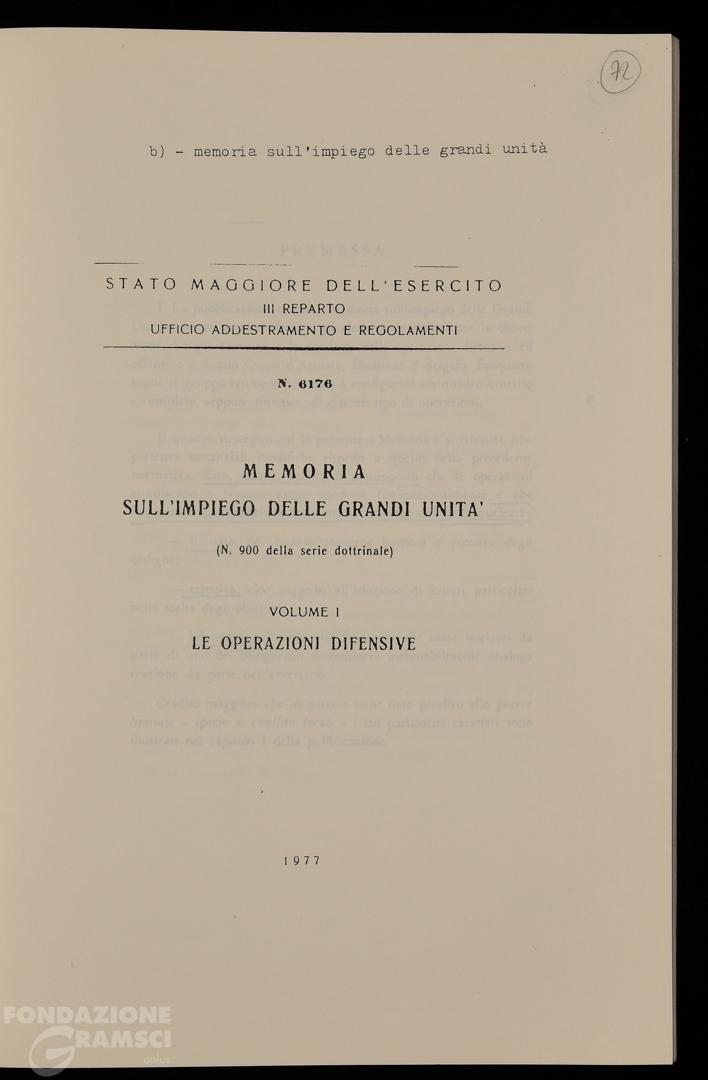 72
b) - memoria sull'impiego delle grandi unità
STATO MAGGIORE DELL'ESERCITO
III REPARTO
UFFICIO ADDESTRAMENTO E REGOLAMENTI
N. 6176
MEMORIA
SULL'IMPIEGO DELLE GRANDI UNITA'
(N. 900 della serie dottrinale)
VOLUME I
LE OPERAZIONI DIFENSIVE
1977
FONDAZIONE
GRAMSCI
onlus